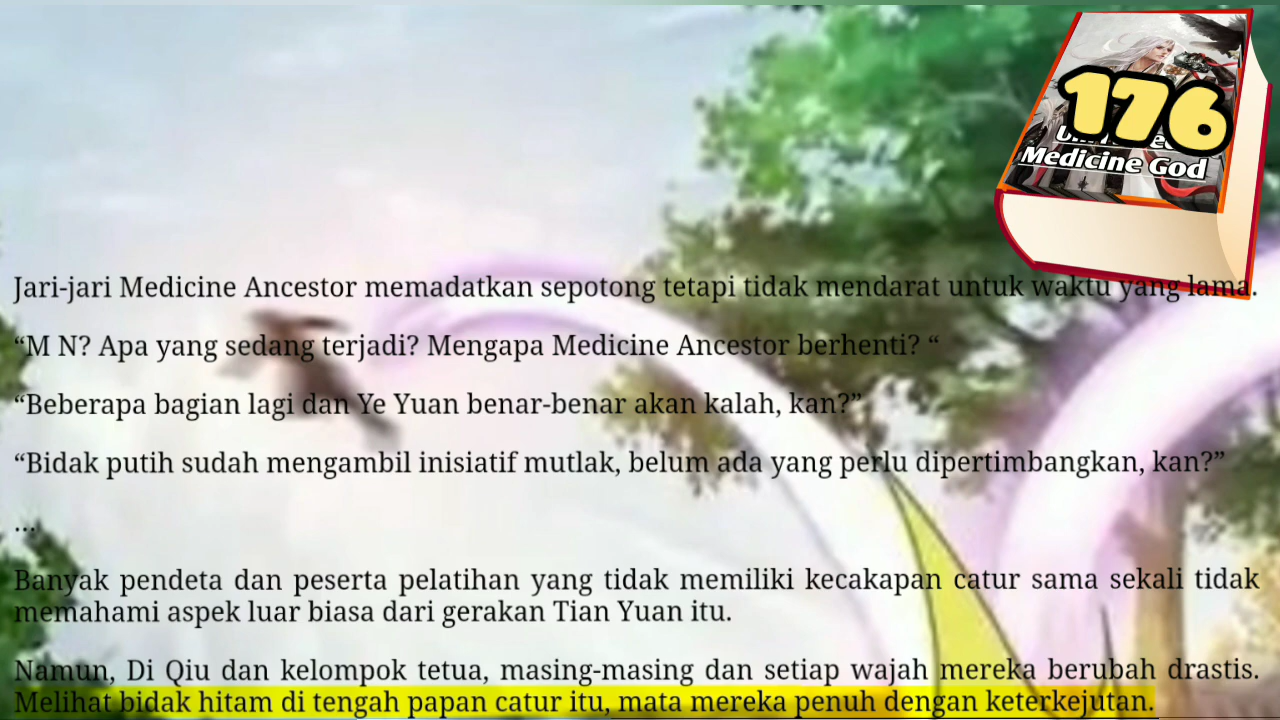 176
Medicine God
Jari-jari Medicine Ancestor memadatkan sepotong tetapi tidak mendarat untuk waktu yang lama.
“M N? Apa yang sedang terjadi? Mengapa Medicine Ancestor berhenti? “
“Beberapa bagian lagi dan Ye Yuan benar-benar akan kalah, kan?”
“Bidak putih sudah mengambil inisiatif mutlak, belum ada yang perlu dipertimbangkan, kan?”
…
Banyak pendeta dan peserta pelatihan yang tidak memiliki kecakapan catur sama sekali tidak
memahami aspek luar biasa dari gerakan Tian Yuan itu.
Namun, Di Qiu dan kelompok tetua, masing-masing dan setiap wajah mereka berubah drastis.
Melihat bidak hitam di tengah papan catur itu, mata mereka penuh dengan keterkejutan.